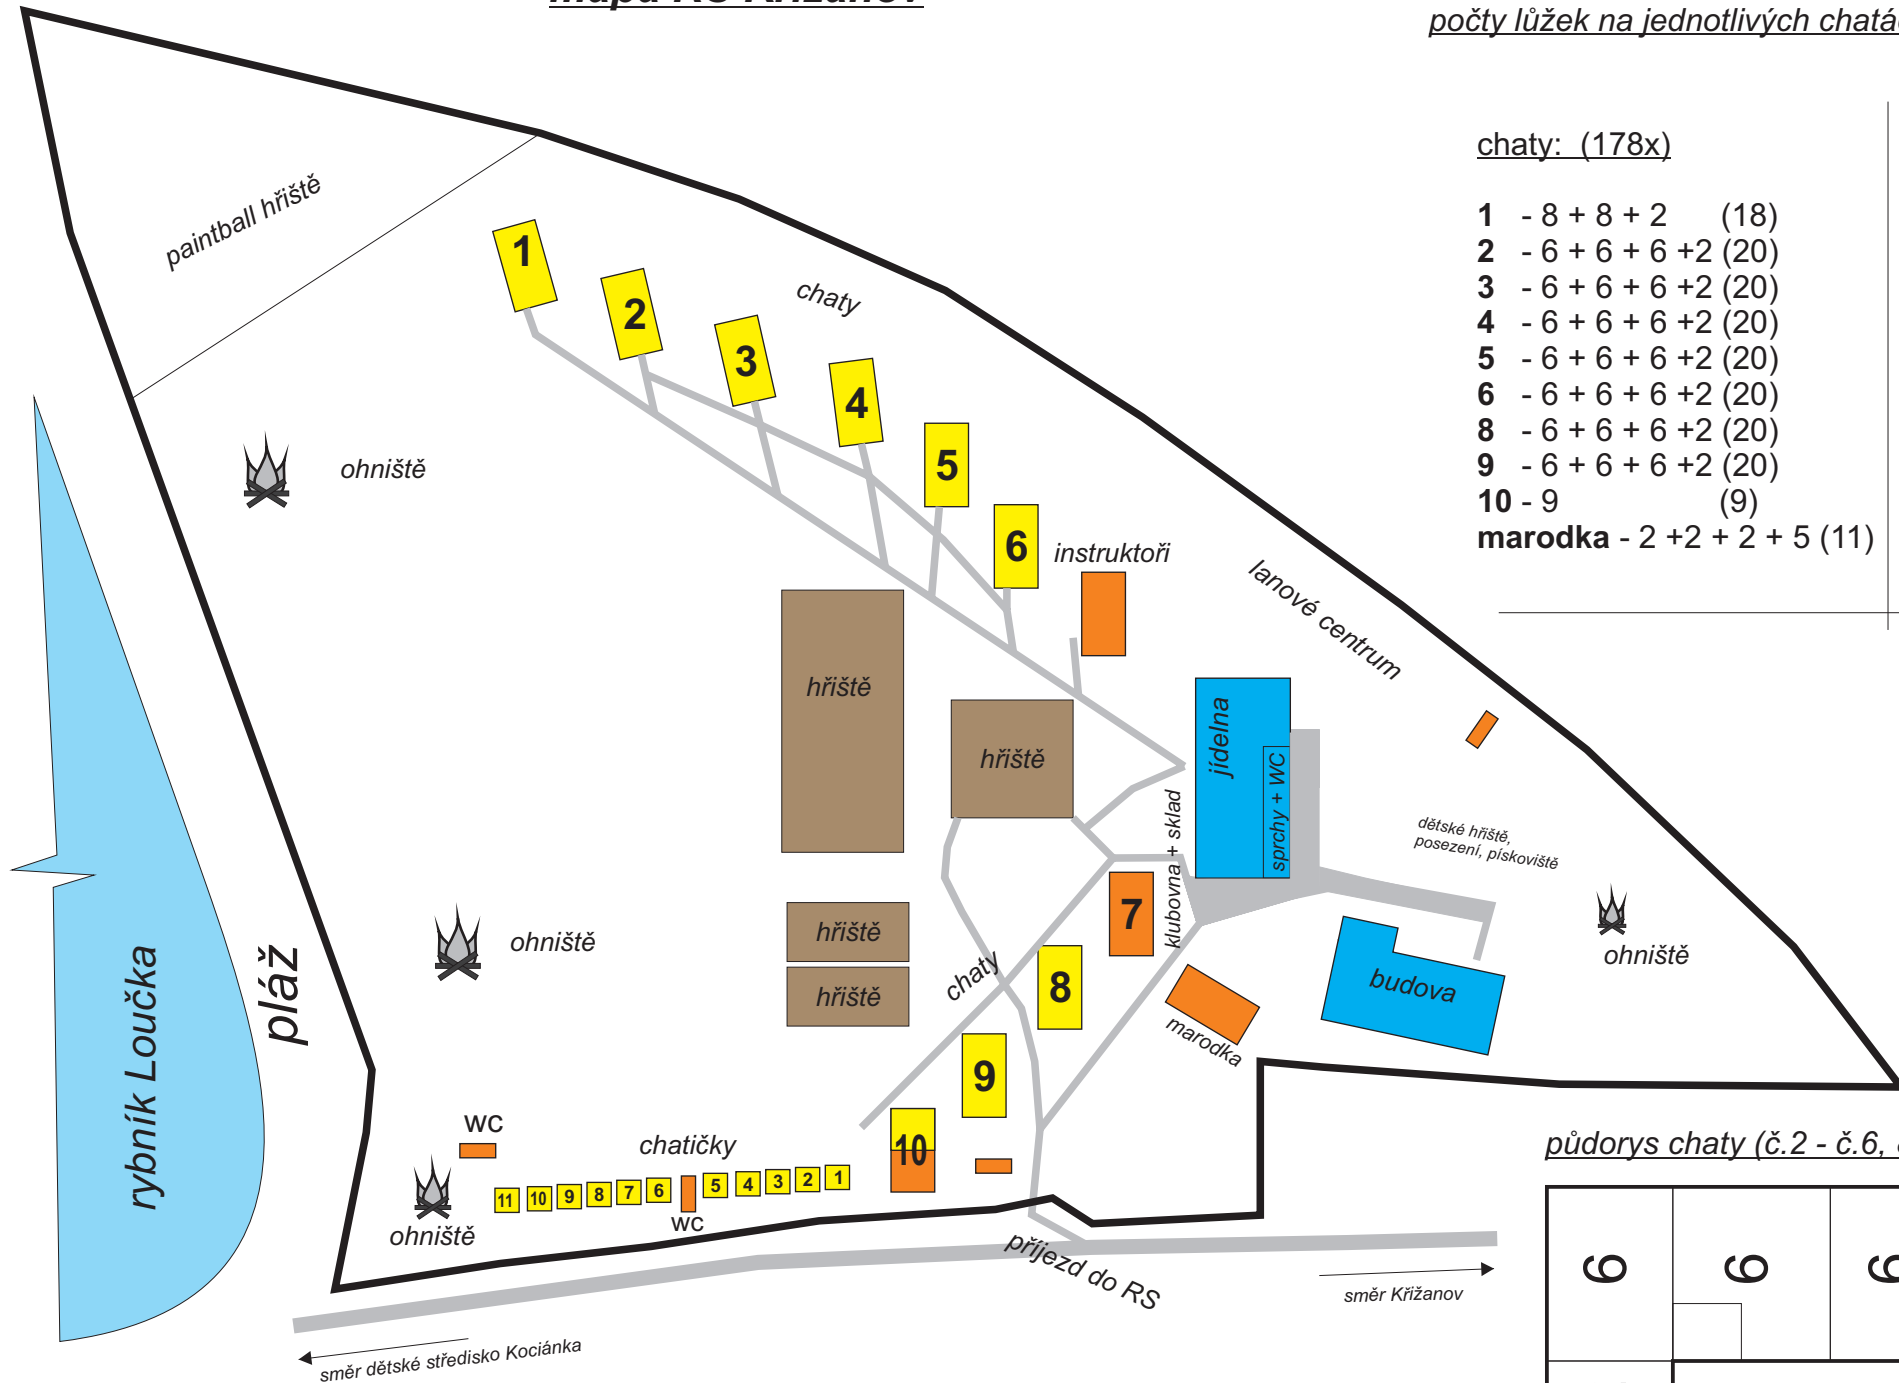 mapa RS Křižanov
počty lůžek na jednotlivých chatác
chaty: (178x)
1 - 8 + 8 + 2 (18)
2 - 6 + 6 + 6 +2 (20)
3 - 6 + 6 + 6 +2 (20)
4 - 6 + 6 + 6 +2 (20)
5 - 6 + 6 + 6 +2 (20)
6 - 6 + 6 + 6 +2 (20)
8 - 6 + 6 + 6 +2 (20)
9 - 6 + 6 + 6 +2 (20)
10 - 9 (9)
marodka - 2 +2 + 2 + 5 (11)
paintball hřiště
1
2
3
4
5
6
chaty
ohniště
instruktoři
lanové centrum
hřiště
hřiště
jídelna
sprchy + WC
klubovna + sklad
dětské hřiště,
posezení, pískoviště
7
ohniště
hřiště
hřiště
chaty
8
marodka
budova
ohniště
rybník Loučka
pláž
9
10
wc
chatičky
11
10
9
8
7
6
5
4
3
2
1
wc
ohniště
příjezd do RS
směr Křižanov
směr dětské středisko Kociánka
půdorys chaty (č.2 - č.6,
6
6
6